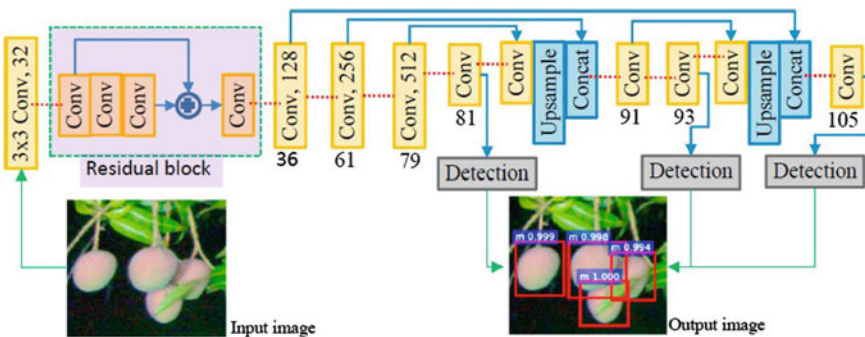 3x3 Conv, 32
Conv
Conv
Conv
Conv
Residual block
Conv, 128
36
Conv, 256
61
Conv, 512
79
Conv
81
Conv
Upsample
Concat
Conv
91
Conv
93
Conv
Upsample
Concat
Conv
105
Detection
Detection
Detection
Input image
m 0.999
m 0.998
m 0.994
m 1.000
Output image